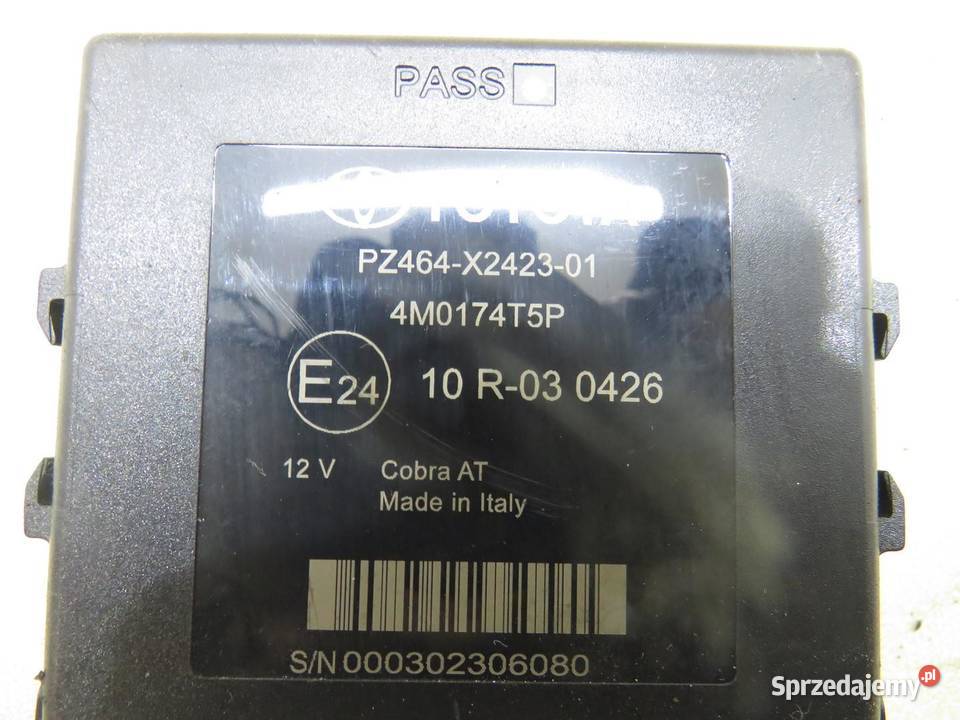 PASS
TOYOTA
PZ464-X2423-01
4M0174T5P
E24 10 R-03 0426
12 V Cobra AT
Made in Italy
S/N 000302306080
Sprzedajemy.pl